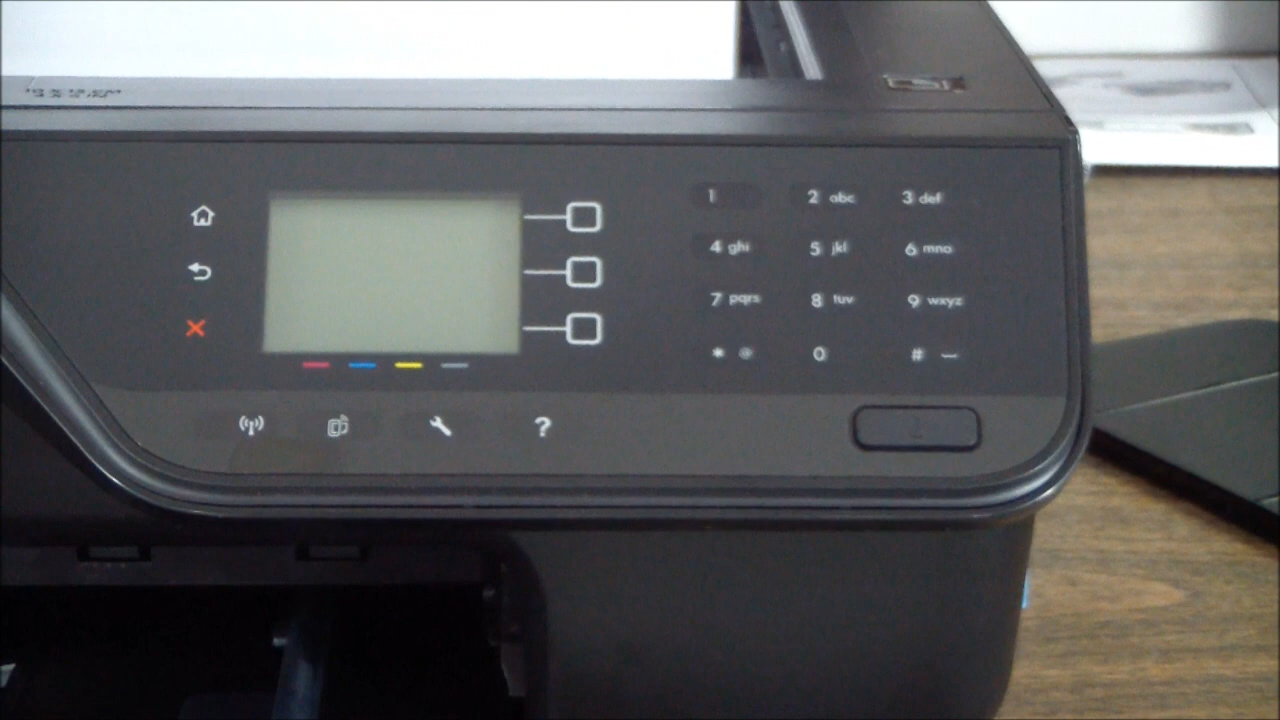 1 2 abc 3 def
4 ghi 5 jkl 6 mno
7 pqrs 8 tuv 9 wxyz
* @ 0 # _
?